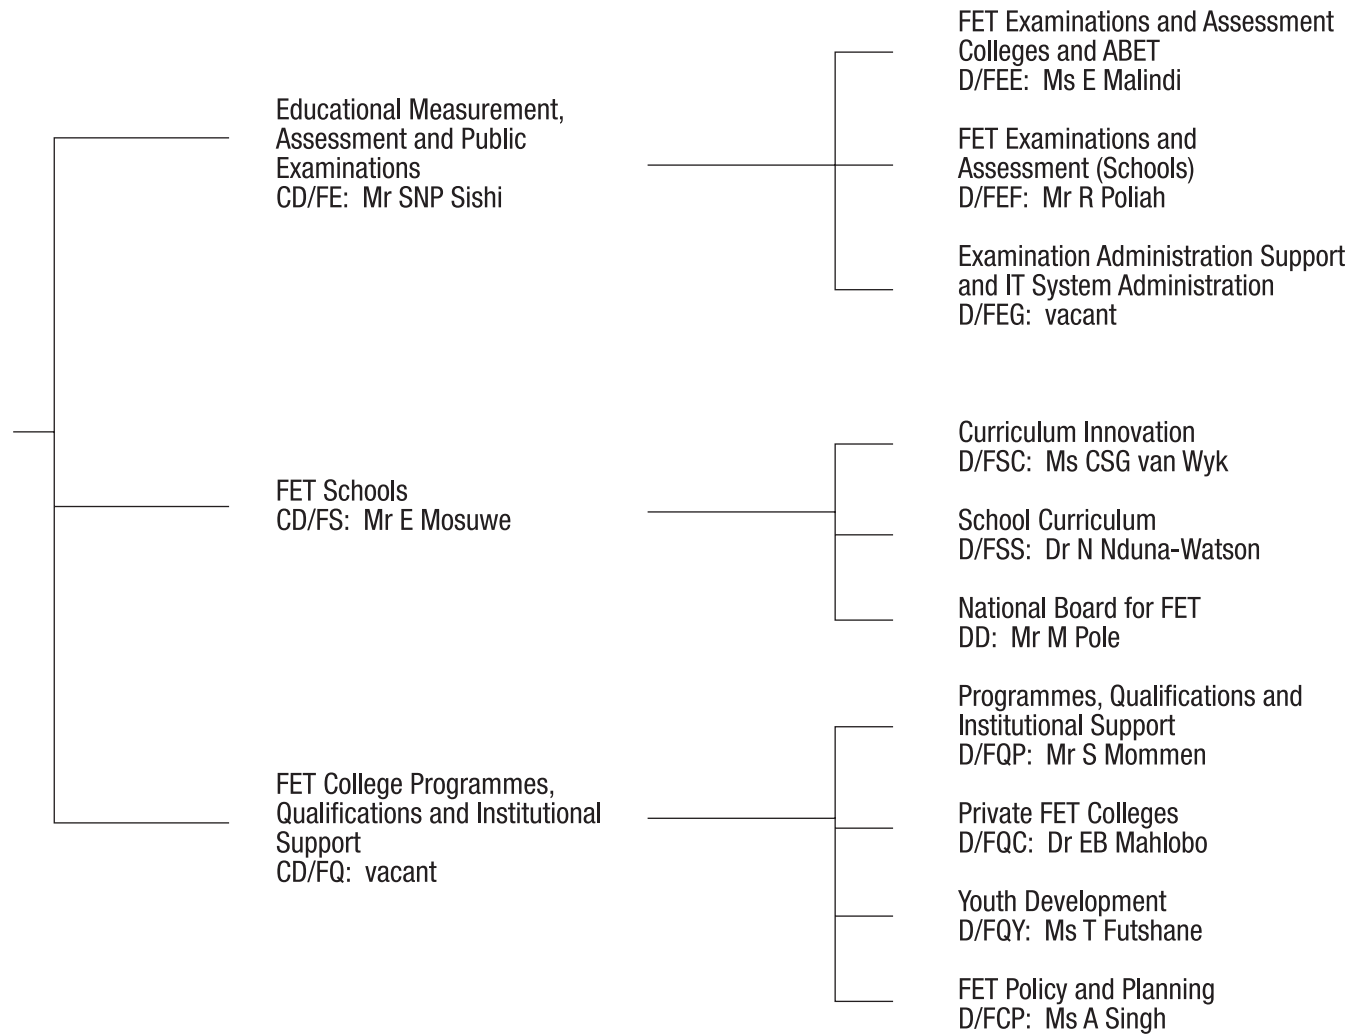 Educational Measurement,
Assessment and Public
Examinations
CD/FE: Mr SNP Sishi
FET Examinations and Assessment
Colleges and ABET
D/FEE: Ms E Malindi
FET Examinations and
Assessment (Schools)
D/FEF: Mr R Poliah
Examination Administration Support
and IT System Administration
D/FEG: vacant
FET Schools
CD/FS: Mr E Mosuwe
Curriculum Innovation
D/FSC: Ms CSG van Wyk
School Curriculum
D/FSS: Dr N Nduna-Watson
National Board for FET
DD: Mr M Pole
FET College Programmes,
Qualifications and Institutional
Support
CD/FQ: vacant
Programmes, Qualifications and
Institutional Support
D/FQP: Mr S Mommen
Private FET Colleges
D/FQC: Dr EB Mahlobo
Youth Development
D/FQY: Ms T Futshane
FET Policy and Planning
D/FCP: Ms A Singh